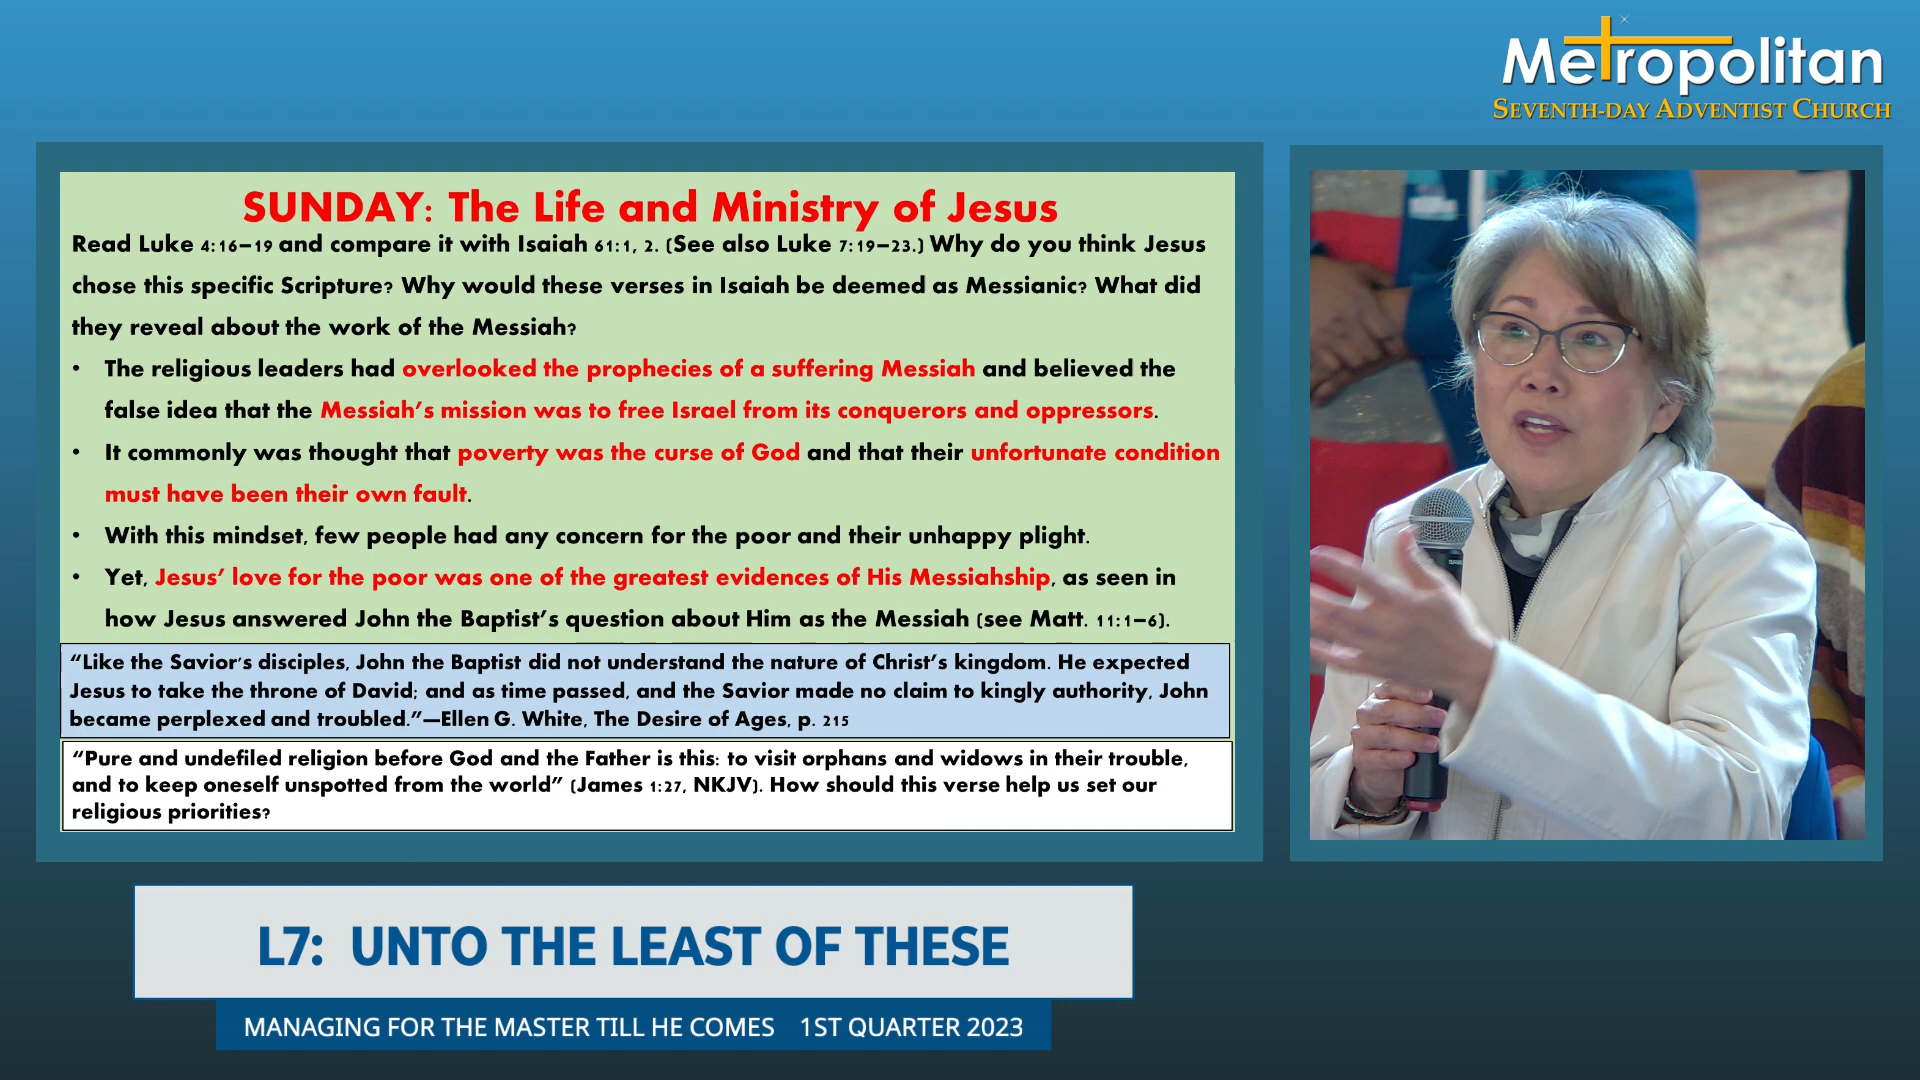 Metropolitan
SEVENTH-DAY ADVENTIST CHURCH
SUNDAY: The Life and Ministry of Jesus
Read Luke 4:16–19 and compare it with Isaiah 61:1, 2. (See also Luke 7:19–23.) Why do you think Jesus
chose this specific Scripture? Why would these verses in Isaiah be deemed as Messianic? What did
they reveal about the work of the Messiah?
• The religious leaders had overlooked the prophecies of a suffering Messiah and believed the
false idea that the Messiah’s mission was to free Israel from its conquerors and oppressors.
• It commonly was thought that poverty was the curse of God and that their unfortunate condition
must have been their own fault.
• With this mindset, few people had any concern for the poor and their unhappy plight.
• Yet, Jesus’ love for the poor was one of the greatest evidences of His Messiahship, as seen in
how Jesus answered John the Baptist’s question about Him as the Messiah (see Matt. 11:1–6).
“Like the Savior’s disciples, John the Baptist did not understand the nature of Christ’s kingdom. He expected
Jesus to take the throne of David; and as time passed, and the Savior made no claim to kingly authority, John
became perplexed and troubled.”—Ellen G. White, The Desire of Ages, p. 215
“Pure and undefiled religion before God and the Father is this: to visit orphans and widows in their trouble,
and to keep oneself unspotted from the world” (James 1:27, NKJV). How should this verse help us set our
religious priorities?
L7: UNTO THE LEAST OF THESE
MANAGING FOR THE MASTER TILL HE COMES 1ST QUARTER 2023